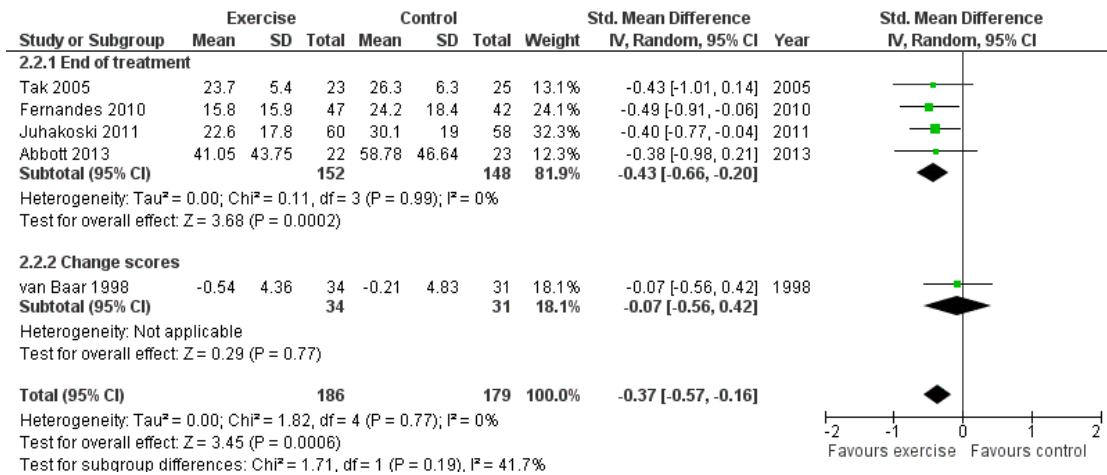 Exercise Control Std. Mean Difference Std. Mean Difference
Study or Subgroup Mean SD Total Mean SD Total Weight IV, Random, 95% CI Year IV, Random, 95% CI
2.2.1 End of treatment
Tak 2005 23.7 5.4 23 26.3 6.3 25 13.1% -0.43 [-1.01, 0.14] 2005
Fernandes 2010 15.8 15.9 47 24.2 18.4 42 24.1% -0.49 [-0.91, -0.06] 2010
Juhakoski 2011 22.6 17.8 60 30.1 19 58 32.3% -0.40 [-0.77, -0.04] 2011
Abbott 2013 41.05 43.75 22 58.78 46.64 23 12.3% -0.38 [-0.98, 0.21] 2013
Subtotal (95% CI) 152 148 81.9% -0.43 [-0.66, -0.20]
Heterogeneity: Tau² = 0.00; Chi² = 0.11, df = 3 (P = 0.99); I² = 0%
Test for overall effect: Z = 3.68 (P = 0.0002)
2.2.2 Change scores
van Baar 1998 -0.54 4.36 34 -0.21 4.83 31 18.1% -0.07 [-0.56, 0.42] 1998
Subtotal (95% CI) 34 31 18.1% -0.07 [-0.56, 0.42]
Heterogeneity: Not applicable
Test for overall effect: Z = 0.29 (P = 0.77)
Total (95% CI) 186 179 100.0% -0.37 [-0.57, -0.16]
Heterogeneity: Tau² = 0.00; Chi² = 1.82, df = 4 (P = 0.77); I² = 0%
Test for overall effect: Z = 3.45 (P = 0.0006)
Test for subgroup differences: Chi² = 1.71, df = 1 (P = 0.19), I² = 41.7%
-2 -1 0 1 2
Favours exercise Favours control